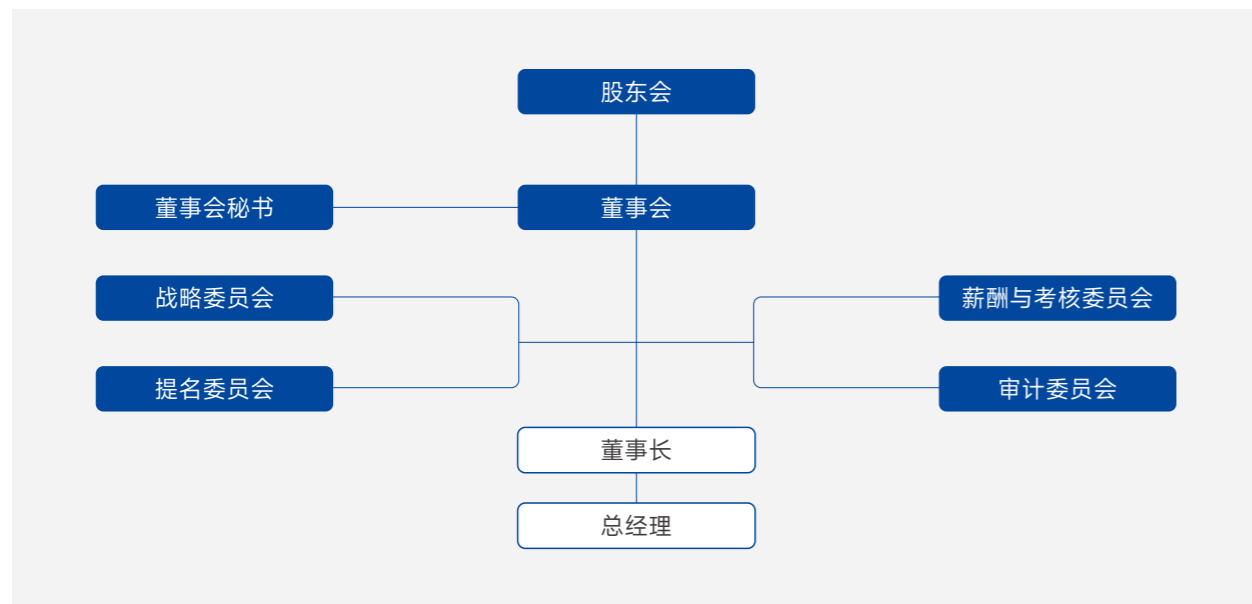 股东会
董事会秘书
董事会
战略委员会
薪酬与考核委员会
提名委员会
审计委员会
董事长
总经理